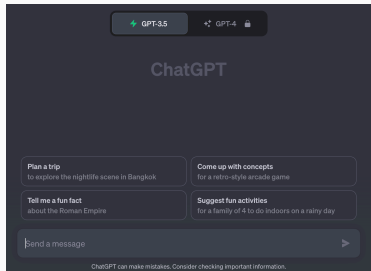 GPT-3.5
GPT-4
ChatGPT
Plan a trip
to explore the nightlife scene in Bangkok
Come up with concepts
for a retro-style arcade game
Tell me a fun fact
about the Roman Empire
Suggest fun activities
for a family of 4 to do indoors on a rainy day
Send a message
ChatGPT can make mistakes. Consider checking important information.